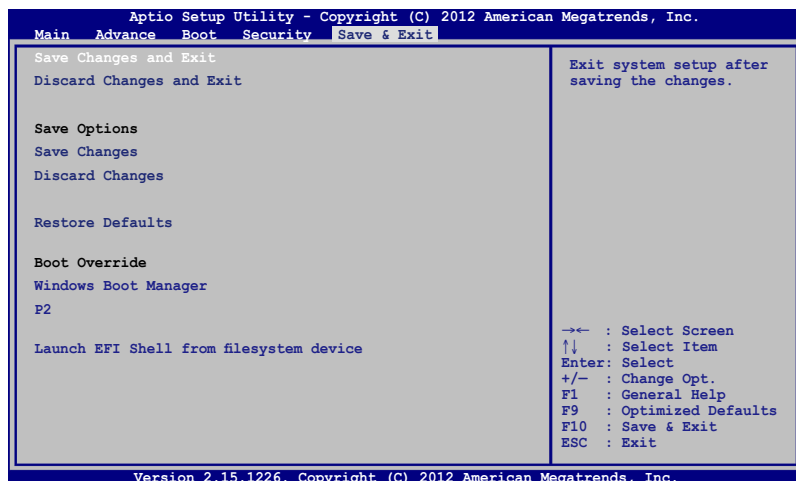 Aptio Setup Utility - Copyright (C) 2012 American Megatrends, Inc.
Main Advance Boot Security Save & Exit
Save Changes and Exit
Discard Changes and Exit
Save Options
Save Changes
Discard Changes
Restore Defaults
Boot Override
Windows Boot Manager
P2
Launch EFI Shell from filesystem device
Exit system setup after
saving the changes.
→← : Select Screen
↑↓ : Select Item
Enter: Select
+/— : Change Opt.
F1 : General Help
F9 : Optimized Defaults
F10 : Save & Exit
ESC : Exit
Version 2.15.1226. Copyright (C) 2012 American Megatrends, Inc.